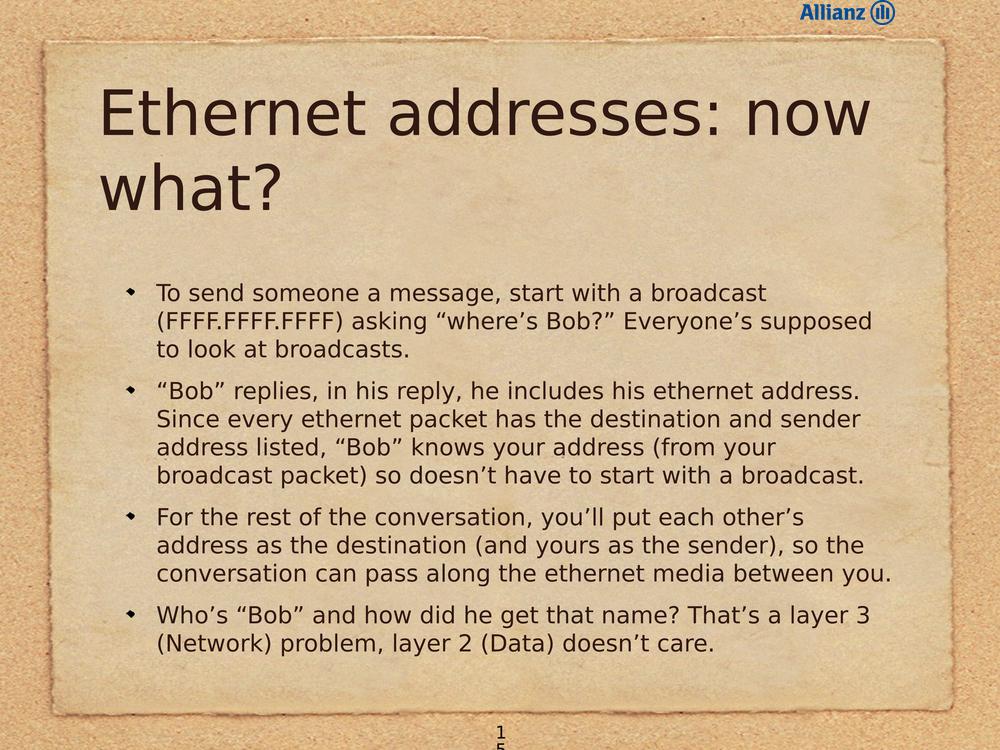 Allianz
Ethernet addresses: now
what?
To send someone a message, start with a broadcast
(FFFF.FFFF.FFFF) asking “where’s Bob?” Everyone’s supposed
to look at broadcasts.
“Bob” replies, in his reply, he includes his ethernet address.
Since every ethernet packet has the destination and sender
address listed, “Bob” knows your address (from your
broadcast packet) so doesn’t have to start with a broadcast.
For the rest of the conversation, you’ll put each other’s
address as the destination (and yours as the sender), so the
conversation can pass along the ethernet media between you.
Who’s “Bob” and how did he get that name? That’s a layer 3
(Network) problem, layer 2 (Data) doesn’t care.
1
5